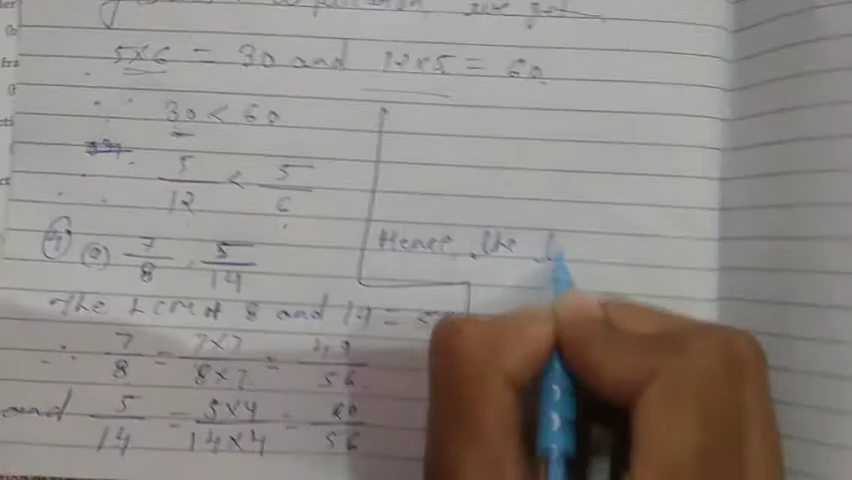 5×6 = 30 and 12×5 = 60
∴ 30 < 60
∴ 5/12 < 5/6
4 a 7/8, 5/14
The LCM of 8 and 14 = 56
∴ 7/8 = 7×7/8×7 = 49/56
and 5/14 = 5×4/14×4 = 20/56
Hence, the